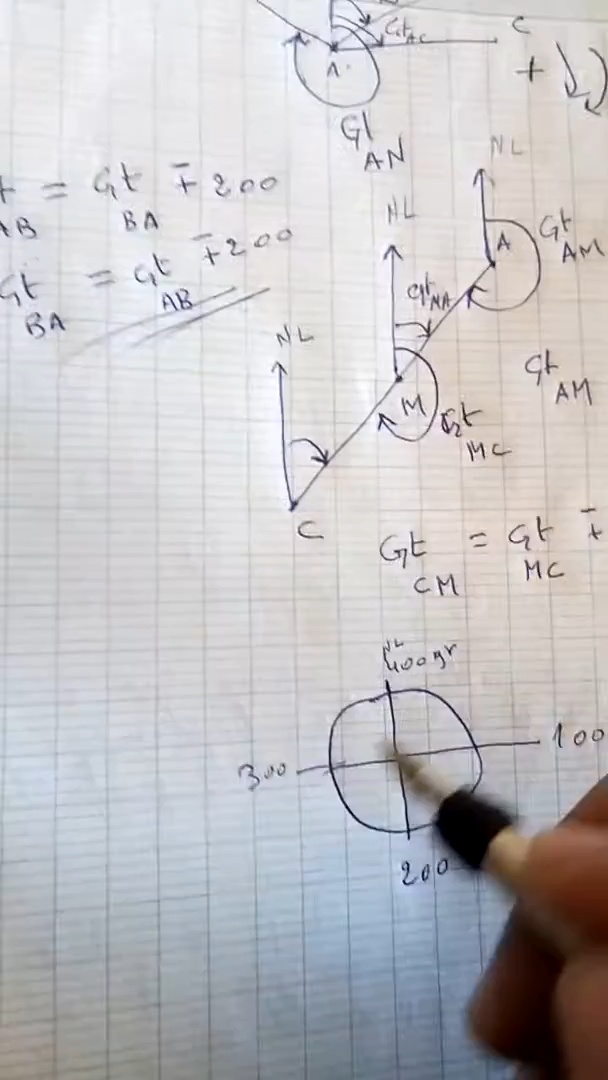 Gt AC
C
A
+
Gt AN
t AB = Gt BA ∓ 200
Gt BA = Gt AB ∓ 200
NL
NL
A
Gt AM
Gt MA
NL
M
Gt MC
Gt AM
C
Gt CM = Gt MC ∓
NL
400gr
100
300
200